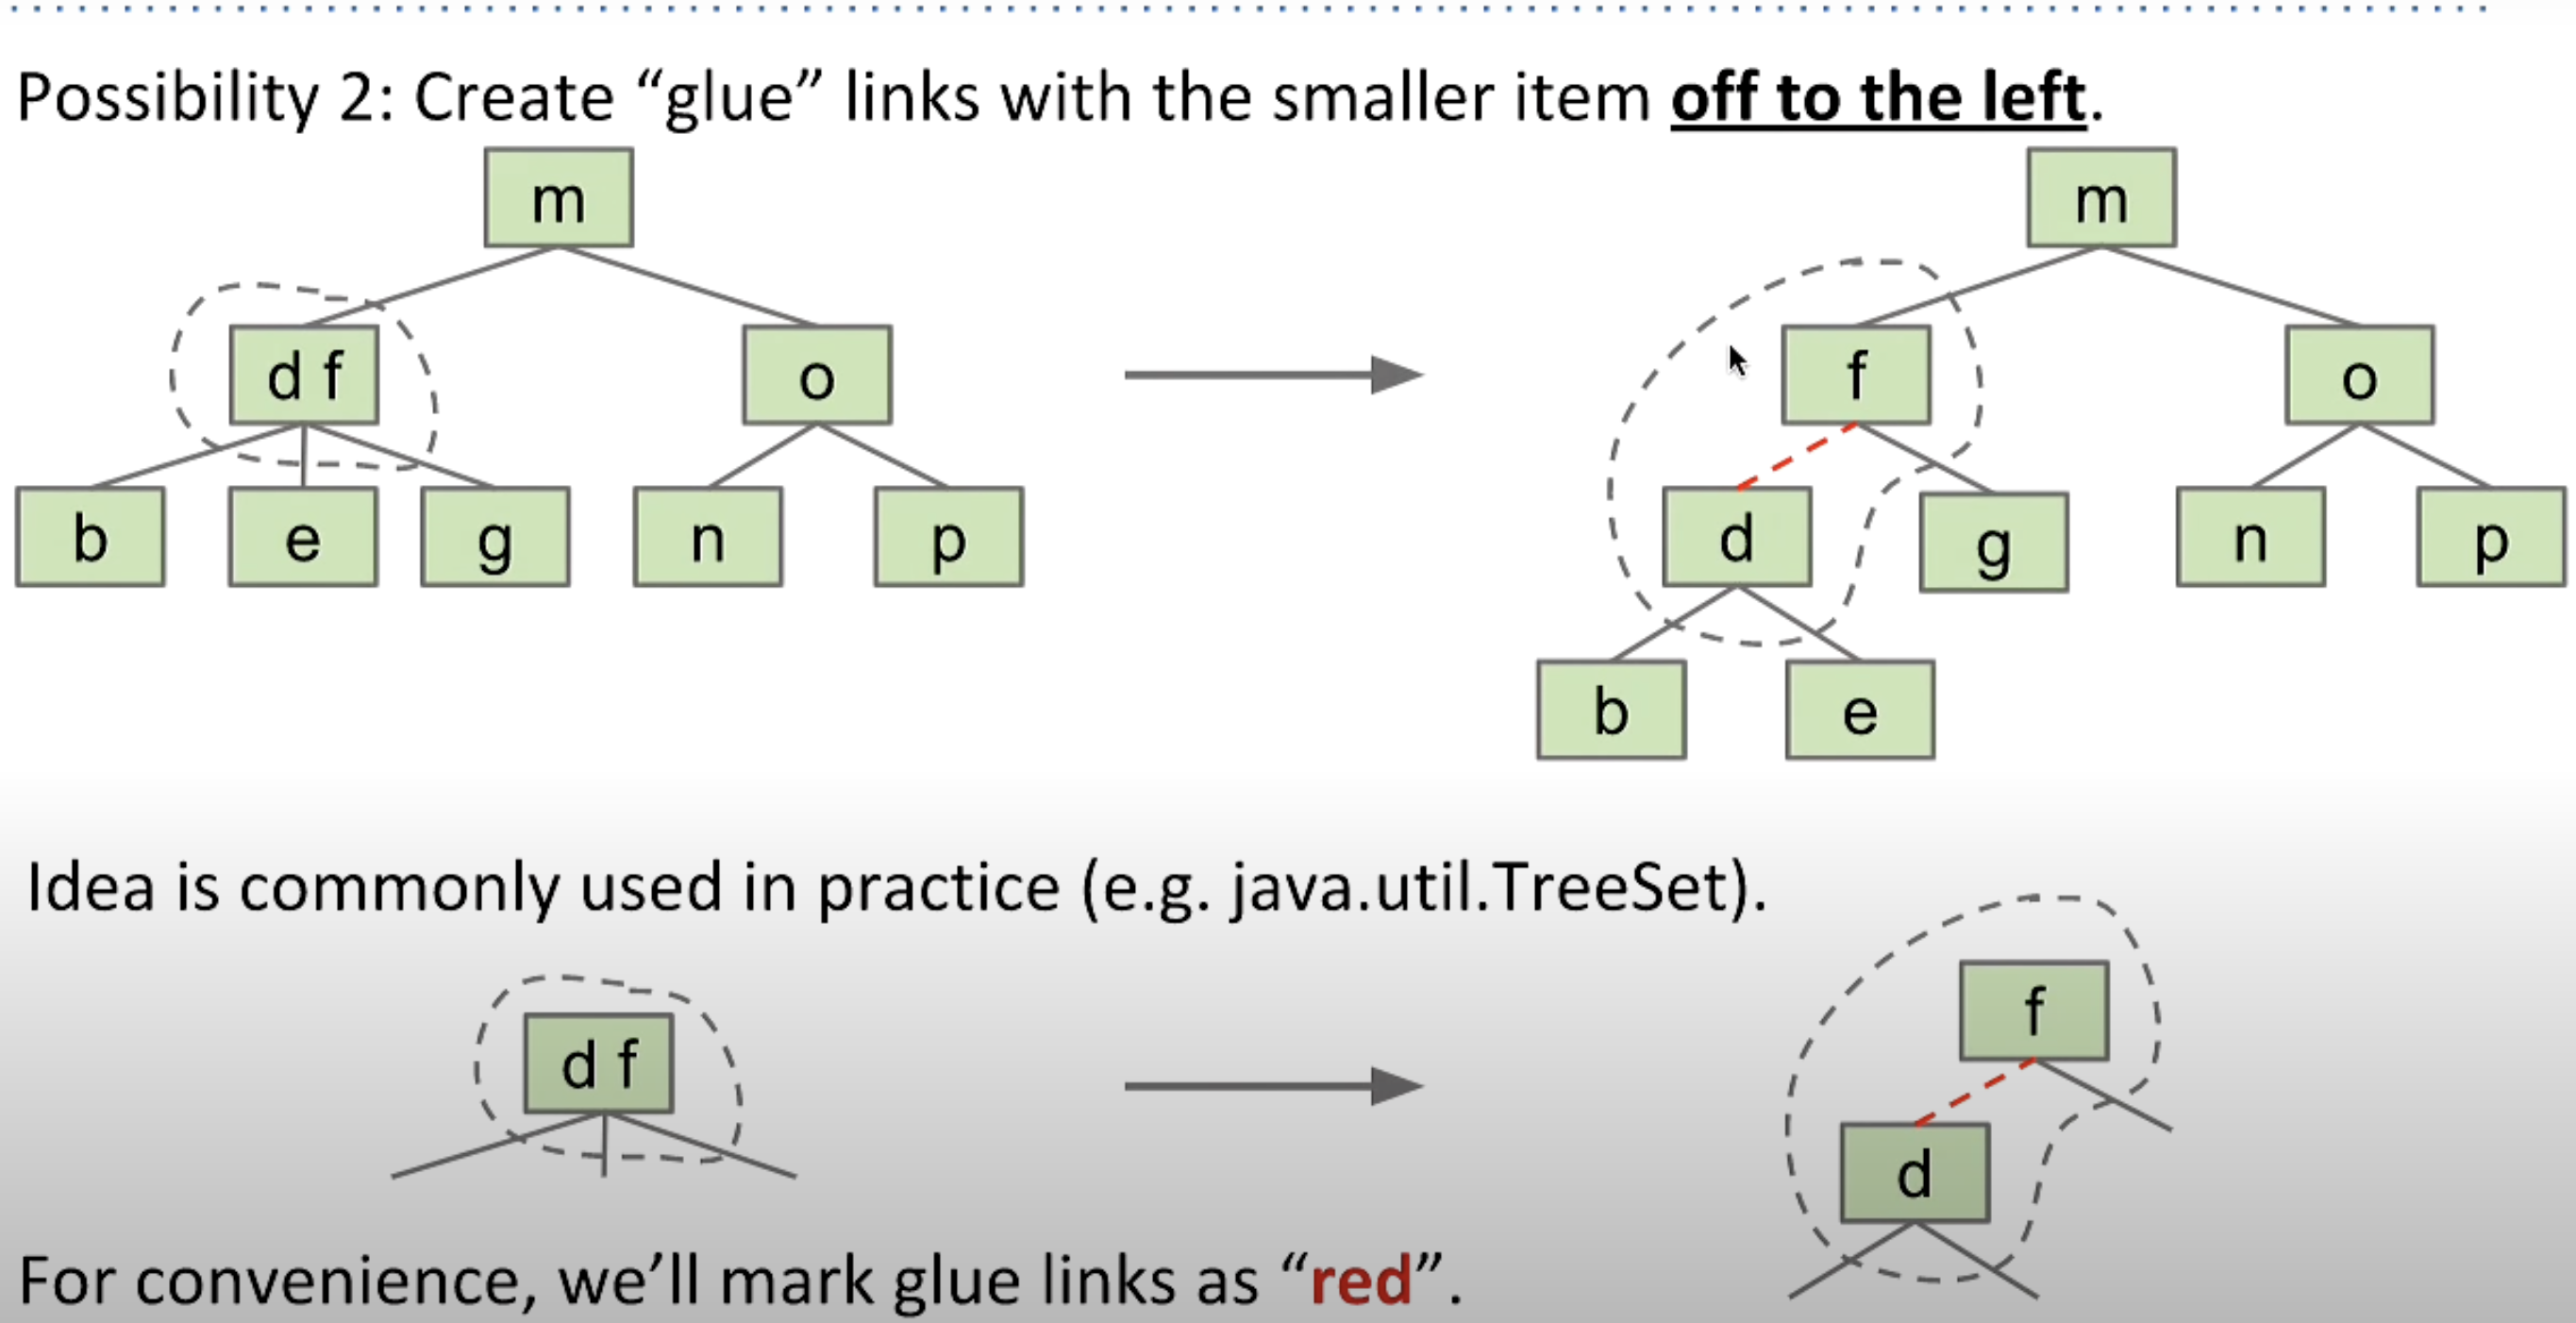 Possibility 2: Create “glue” links with the smaller item off to the left.
m
m
d f
o
f
o
b
e
g
n
p
d
g
n
p
b
e
Idea is commonly used in practice (e.g. java.util.TreeSet).
f
d f
d
For convenience, we’ll mark glue links as “red”.